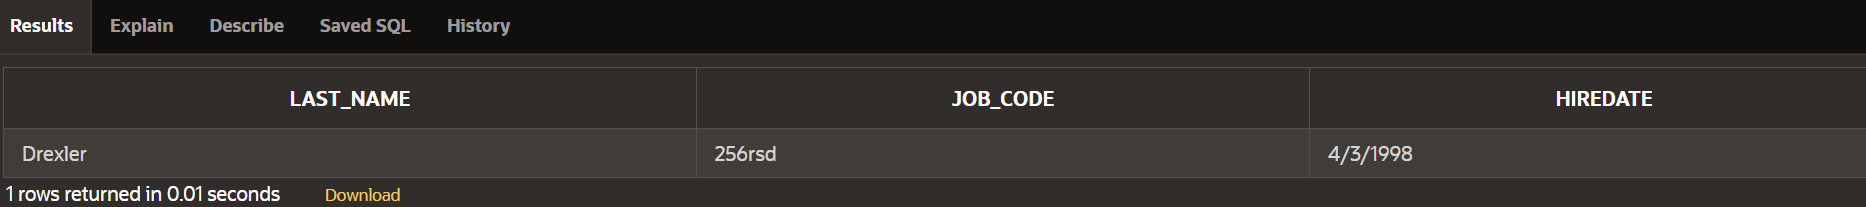 Results Explain Describe Saved SQL History
LAST_NAME JOB_CODE HIREDATE
Drexler 256rsd 4/3/1998
1 rows returned in 0.01 seconds Download